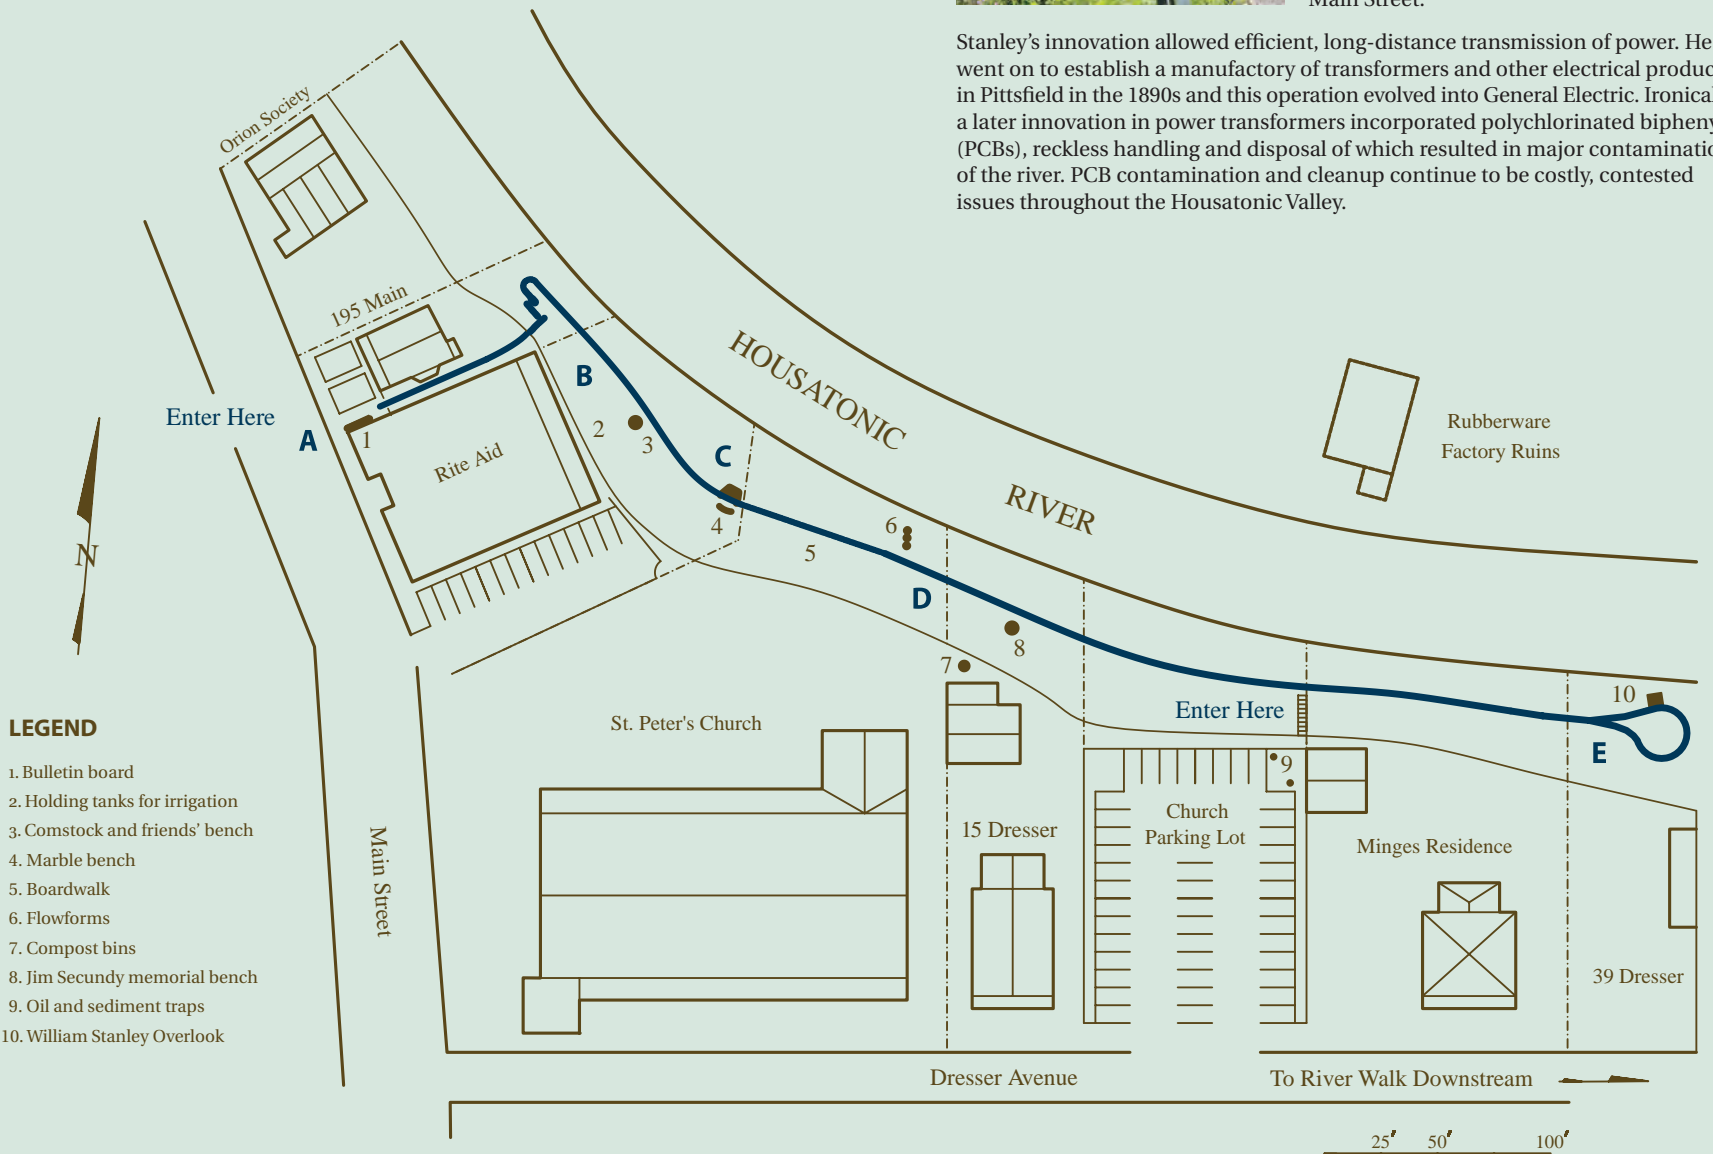 Main Street.
Stanley's innovation allowed efficient, long-distance transmission of power. He
went on to establish a manufactory of transformers and other electrical produc
in Pittsfield in the 1890s and this operation evolved into General Electric. Ironical
a later innovation in power transformers incorporated polychlorinated bipheny
(PCBs), reckless handling and disposal of which resulted in major contaminatio
of the river. PCB contamination and cleanup continue to be costly, contested
issues throughout the Housatonic Valley.
Orion Society
195 Main
Enter Here
A
1
Rite Aid
B
2
3
C
4
5
6
HOUSATONIC
RIVER
Rubberware
Factory Ruins
N
D
7
8
Enter Here
10
E
9
St. Peter's Church
15 Dresser
Church
Parking Lot
Minges Residence
39 Dresser
Main Street
LEGEND
1. Bulletin board
2. Holding tanks for irrigation
3. Comstock and friends' bench
4. Marble bench
5. Boardwalk
6. Flowforms
7. Compost bins
8. Jim Secundy memorial bench
9. Oil and sediment traps
10. William Stanley Overlook
Dresser Avenue
To River Walk Downstream
25' 50' 100'